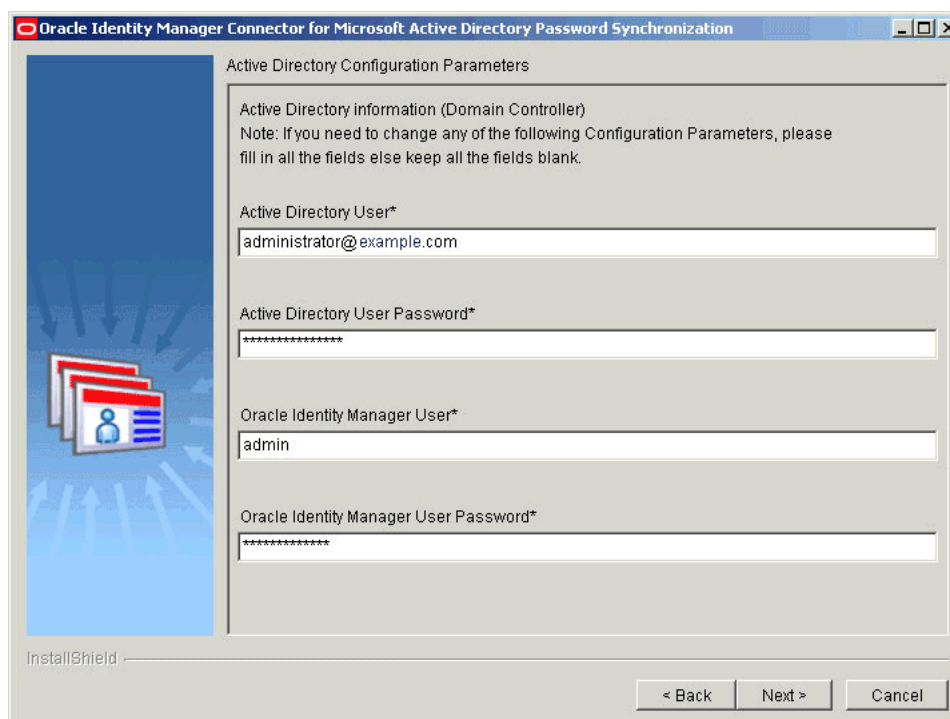 Oracle Identity Manager Connector for Microsoft Active Directory Password Synchronization
Active Directory Configuration Parameters
Active Directory information (Domain Controller)
Note: If you need to change any of the following Configuration Parameters, please
fill in all the fields else keep all the fields blank.
Active Directory User*
administrator@example.com
Active Directory User Password*
***************
Oracle Identity Manager User*
admin
Oracle Identity Manager User Password*
*************
InstallShield
< Back
Next >
Cancel